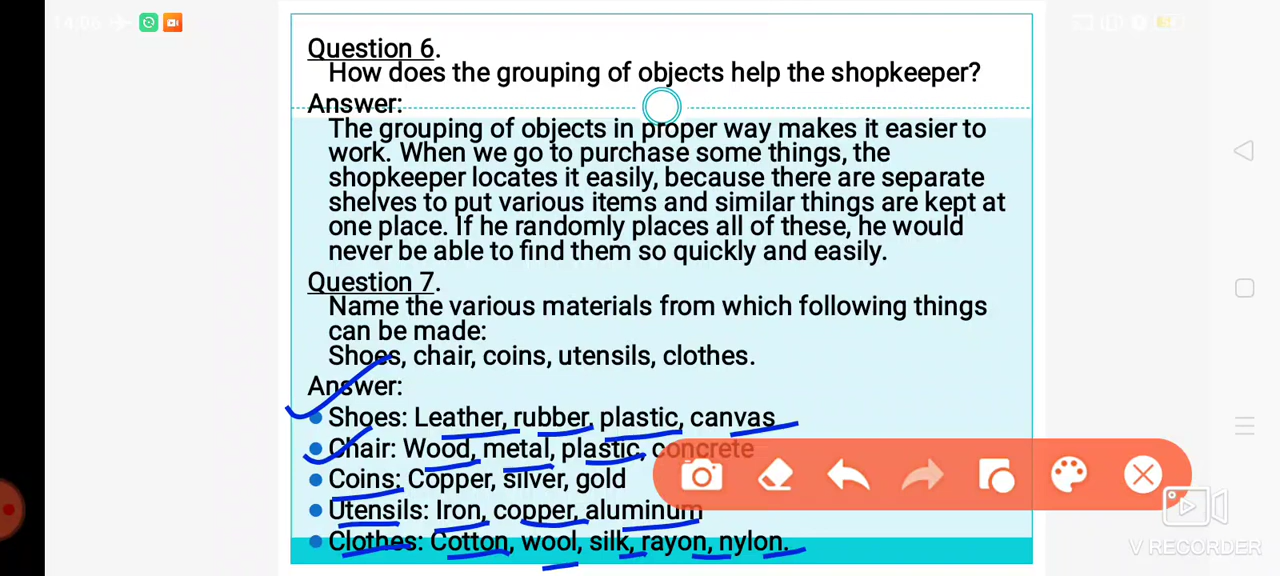 14:06
Question 6.
How does the grouping of objects help the shopkeeper?
Answer:
The grouping of objects in proper way makes it easier to
work. When we go to purchase some things, the
shopkeeper locates it easily, because there are separate
shelves to put various items and similar things are kept at
one place. If he randomly places all of these, he would
never be able to find them so quickly and easily.
Question 7.
Name the various materials from which following things
can be made:
Shoes, chair, coins, utensils, clothes.
Answer:
Shoes: Leather, rubber, plastic, canvas
Chair: Wood, metal, plastic, concrete
Coins: Copper, silver, gold
Utensils: Iron, copper, aluminum
Clothes: Cotton, wool, silk, rayon, nylon.
V RECORDER